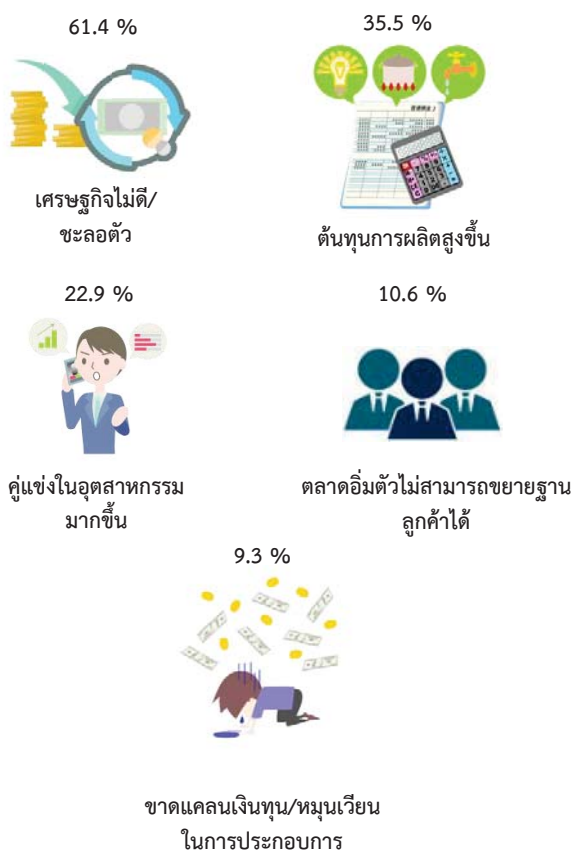 61.4 %
35.5 %
เศรษฐกิจไม่ดี/
ชะลอตัว
ต้นทุนการผลิตสูงขึ้น
22.9 %
10.6 %
คู่แข่งในอุตสาหกรรม
มากขึ้น
ตลาดอิ่มตัวไม่สามารถขยายฐาน
ลูกค้าได้
9.3 %
ขาดแคลนเงินทุน/หมุนเวียน
ในการประกอบการ